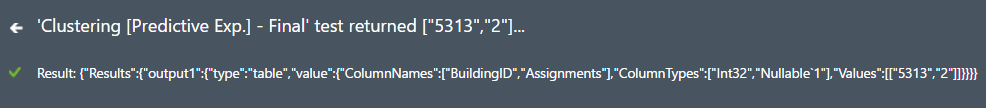 'Clustering [Predictive Exp.] - Final' test returned ["5313","2"]...
Result: {"Results":{"output1":{"type":"table","value":{"ColumnNames":["BuildingID","Assignments"],"ColumnTypes":["Int32","Nullable`1"],"Values":[["5313","2"]]}}}}